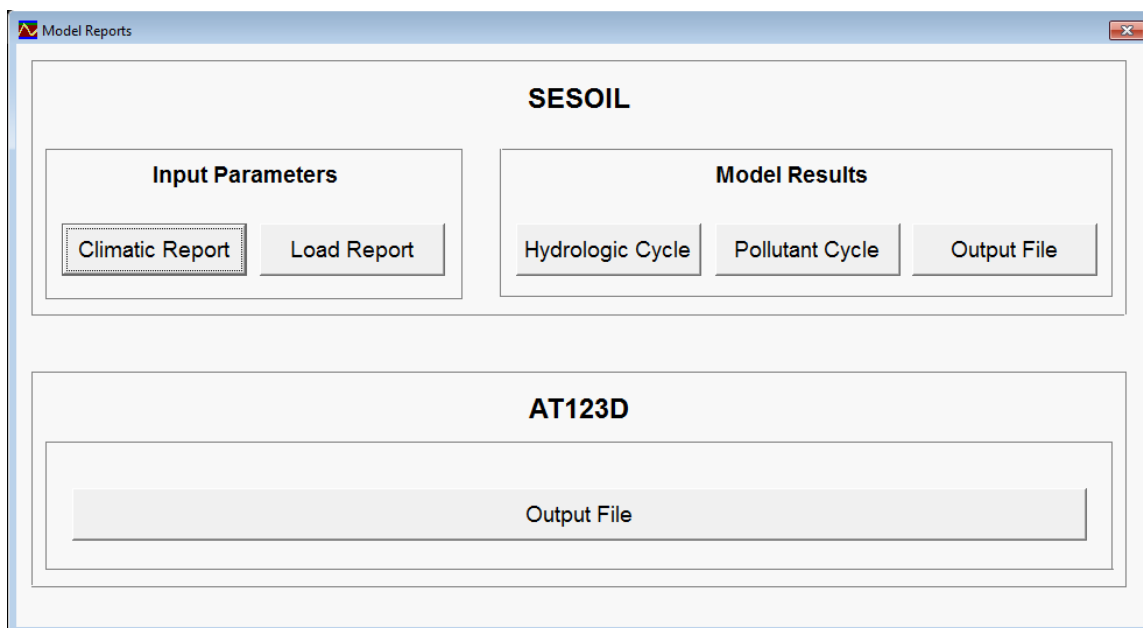 Model Reports
SESOIL
Input Parameters
Climatic Report
Load Report
Model Results
Hydrologic Cycle
Pollutant Cycle
Output File
AT123D
Output File